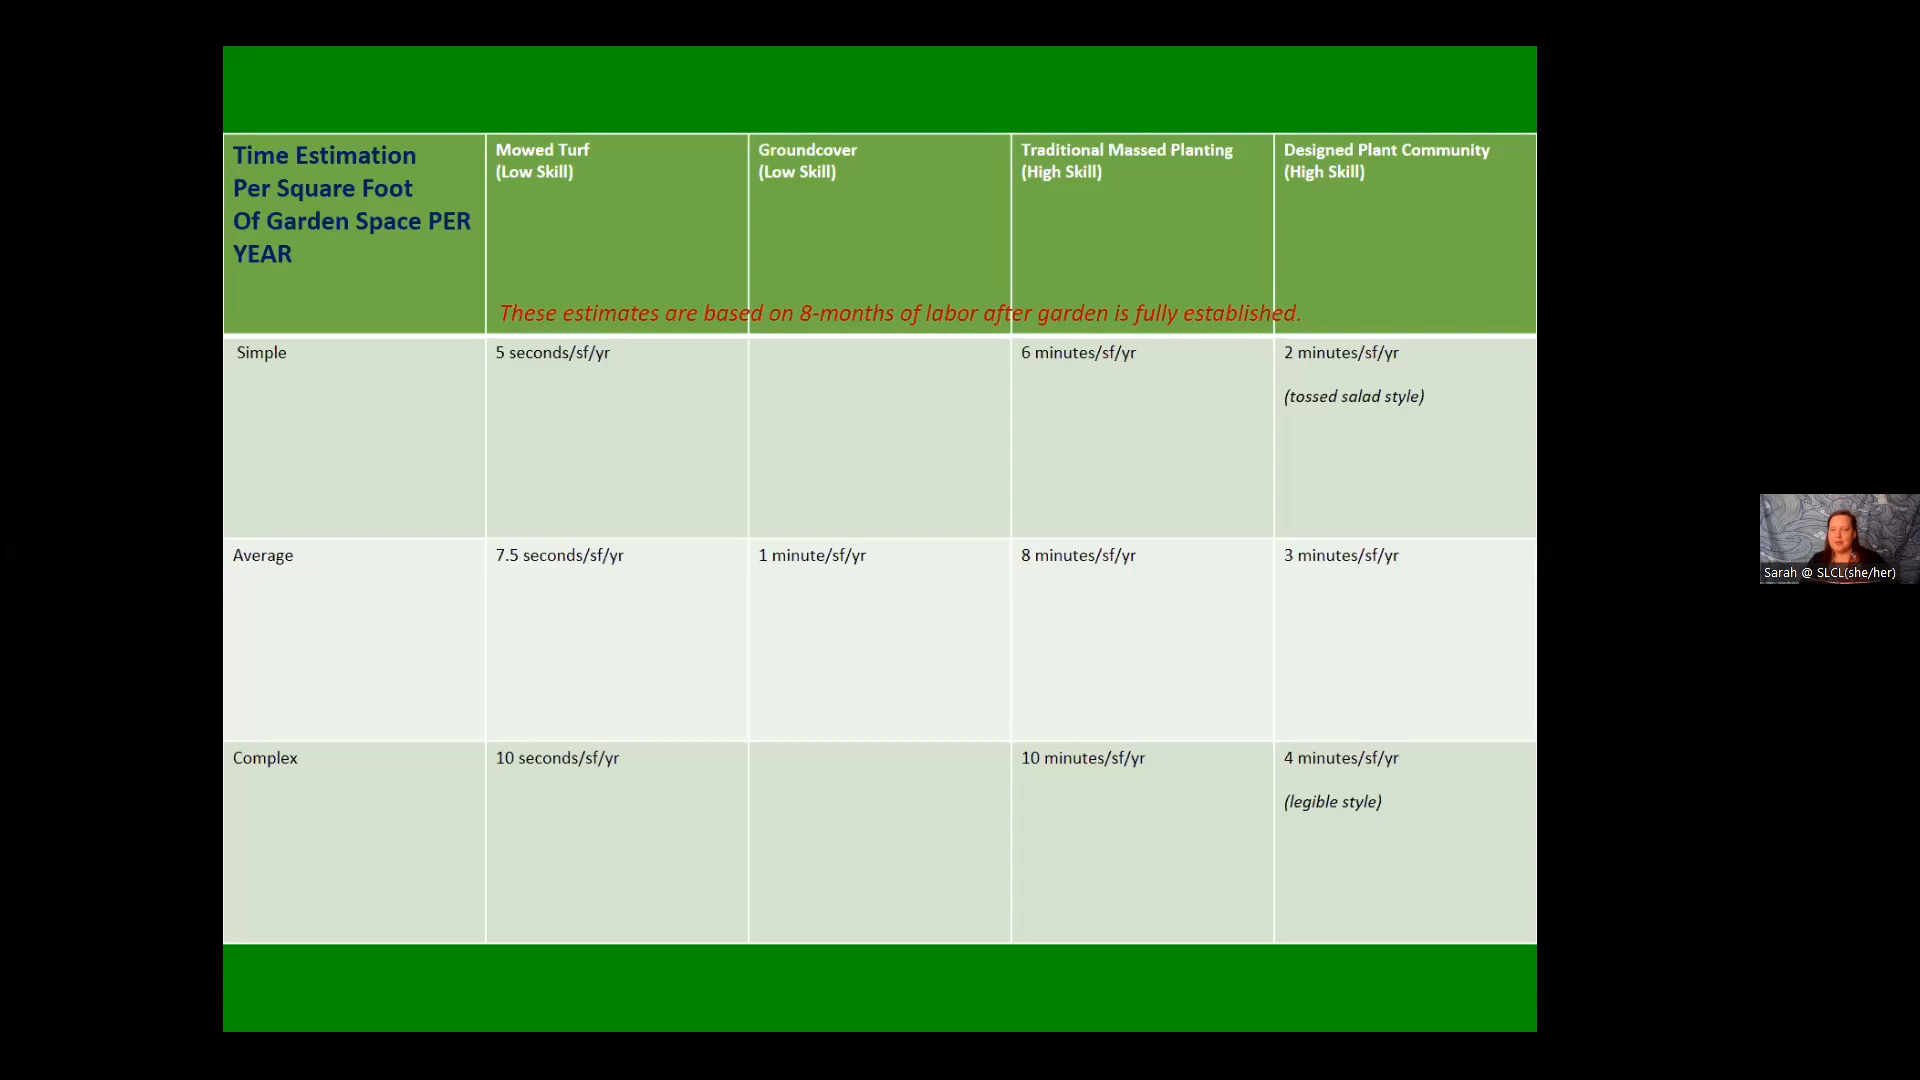 Time Estimation
Per Square Foot
Of Garden Space PER
YEAR
Mowed Turf
(Low Skill)
Groundcover
(Low Skill)
Traditional Massed Planting
(High Skill)
Designed Plant Community
(High Skill)
These estimates are based on 8-months of labor after garden is fully established.
Simple
5 seconds/sf/yr
6 minutes/sf/yr
2 minutes/sf/yr
(tossed salad style)
Average
7.5 seconds/sf/yr
1 minute/sf/yr
8 minutes/sf/yr
3 minutes/sf/yr
Complex
10 seconds/sf/yr
10 minutes/sf/yr
4 minutes/sf/yr
(legible style)
Sarah @ SLCL(she/her)